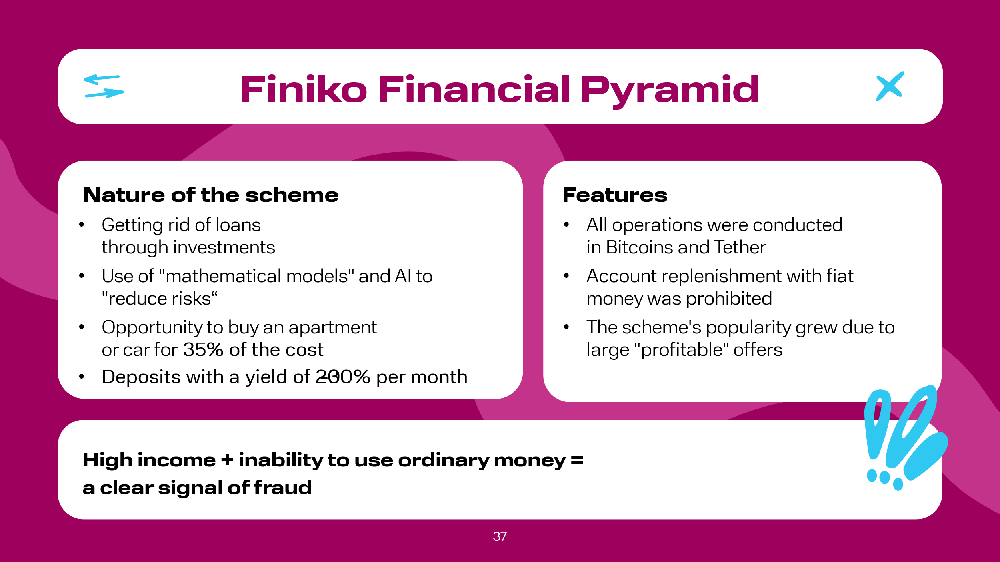 Finiko Financial Pyramid
Nature of the scheme
• Getting rid of loans
through investments
• Use of "mathematical models" and AI to
"reduce risks“
• Opportunity to buy an apartment
or car for 35% of the cost
• Deposits with a yield of per month
Features
• All operations were conducted
in Bitcoins and Tether
• Account replenishment with fiat
money was prohibited
• The scheme's popularity grew due to
large "profitable" offers
High income + inability to use ordinary money =
a clear signal of fraud
37